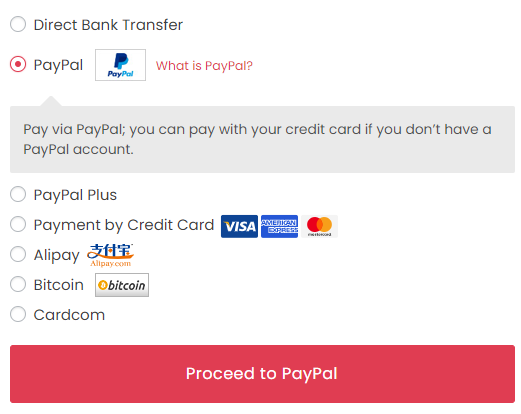 Direct Bank Transfer
PayPal PayPal What is PayPal?
Pay via PayPal; you can pay with your credit card if you don’t have a
PayPal account.
PayPal Plus
Payment by Credit Card VISA AMERICAN EXPRESS mastercard
Alipay 支付宝 Alipay.com
Bitcoin bitcoin
Cardcom
Proceed to PayPal